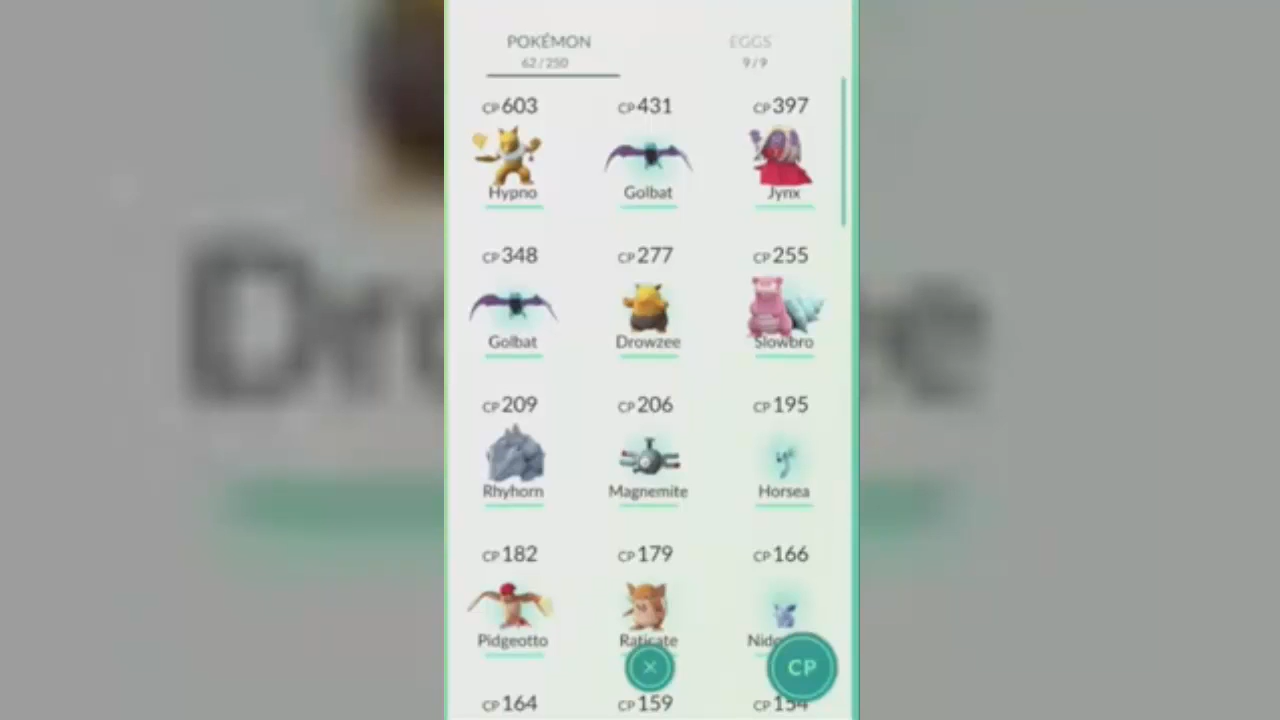 POKÉMON EGGS
62/250 9/9
CP603 CP431 CP397
Hypno Golbat Jynx
CP348 CP277 CP255
Golbat Drowzee Slowbro
CP209 CP206 CP195
Rhyhorn Magnemite Horsea
CP182 CP179 CP166
Pidgeotto Raticate
CP
CP164 CP159 CP154